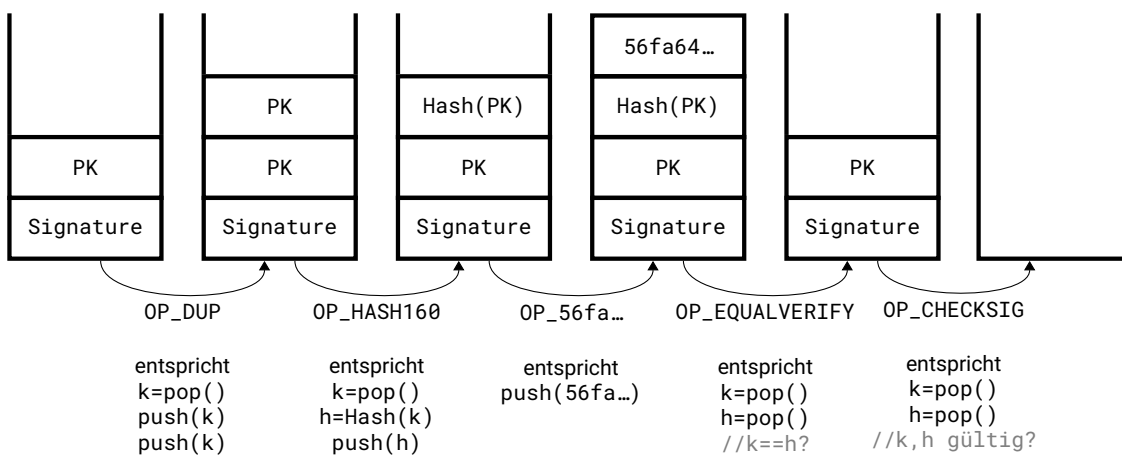 56fa64…
PK
Hash(PK)
Hash(PK)
PK
PK
PK
PK
PK
Signature
Signature
Signature
Signature
Signature
OP_DUP
OP_HASH160
OP_56fa…
OP_EQUALVERIFY
OP_CHECKSIG
entspricht
k=pop()
push(k)
push(k)
entspricht
k=pop()
h=Hash(k)
push(h)
entspricht
push(56fa…)
entspricht
k=pop()
h=pop()
//k==h?
entspricht
k=pop()
h=pop()
//k,h gültig?